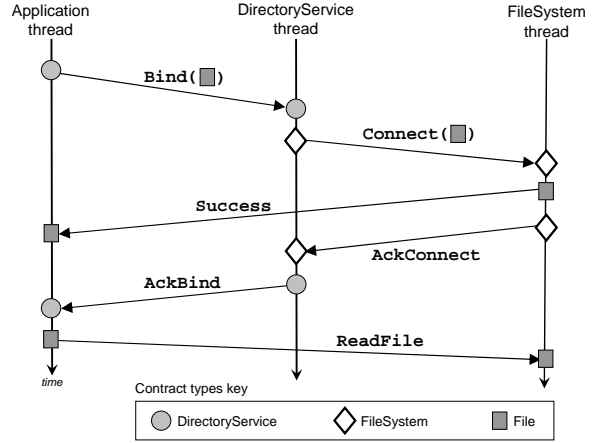 Application thread
DirectoryService thread
FileSystem thread
Bind( )
Connect( )
Success
AckConnect
AckBind
ReadFile
time
Contract types key
DirectoryService
FileSystem
File